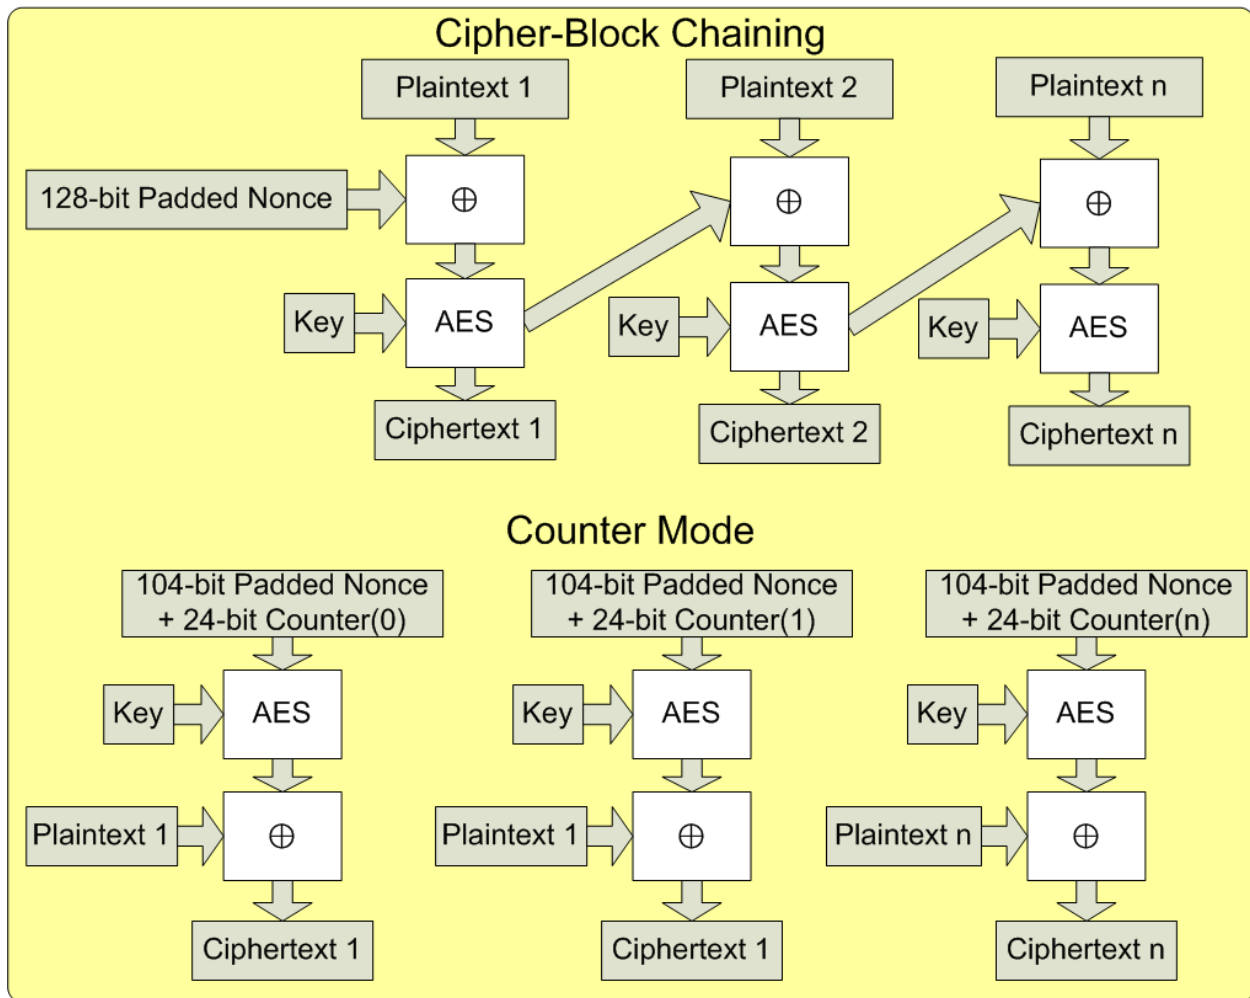 Cipher-Block Chaining
Plaintext 1
Plaintext 2
Plaintext n
128-bit Padded Nonce
⊕
⊕
⊕
Key
AES
Key
AES
Key
AES
Ciphertext 1
Ciphertext 2
Ciphertext n
Counter Mode
104-bit Padded Nonce
+ 24-bit Counter(0)
104-bit Padded Nonce
+ 24-bit Counter(1)
104-bit Padded Nonce
+ 24-bit Counter(n)
Key
AES
Key
AES
Key
AES
Plaintext 1
⊕
Plaintext 1
⊕
Plaintext n
⊕
Ciphertext 1
Ciphertext 1
Ciphertext n